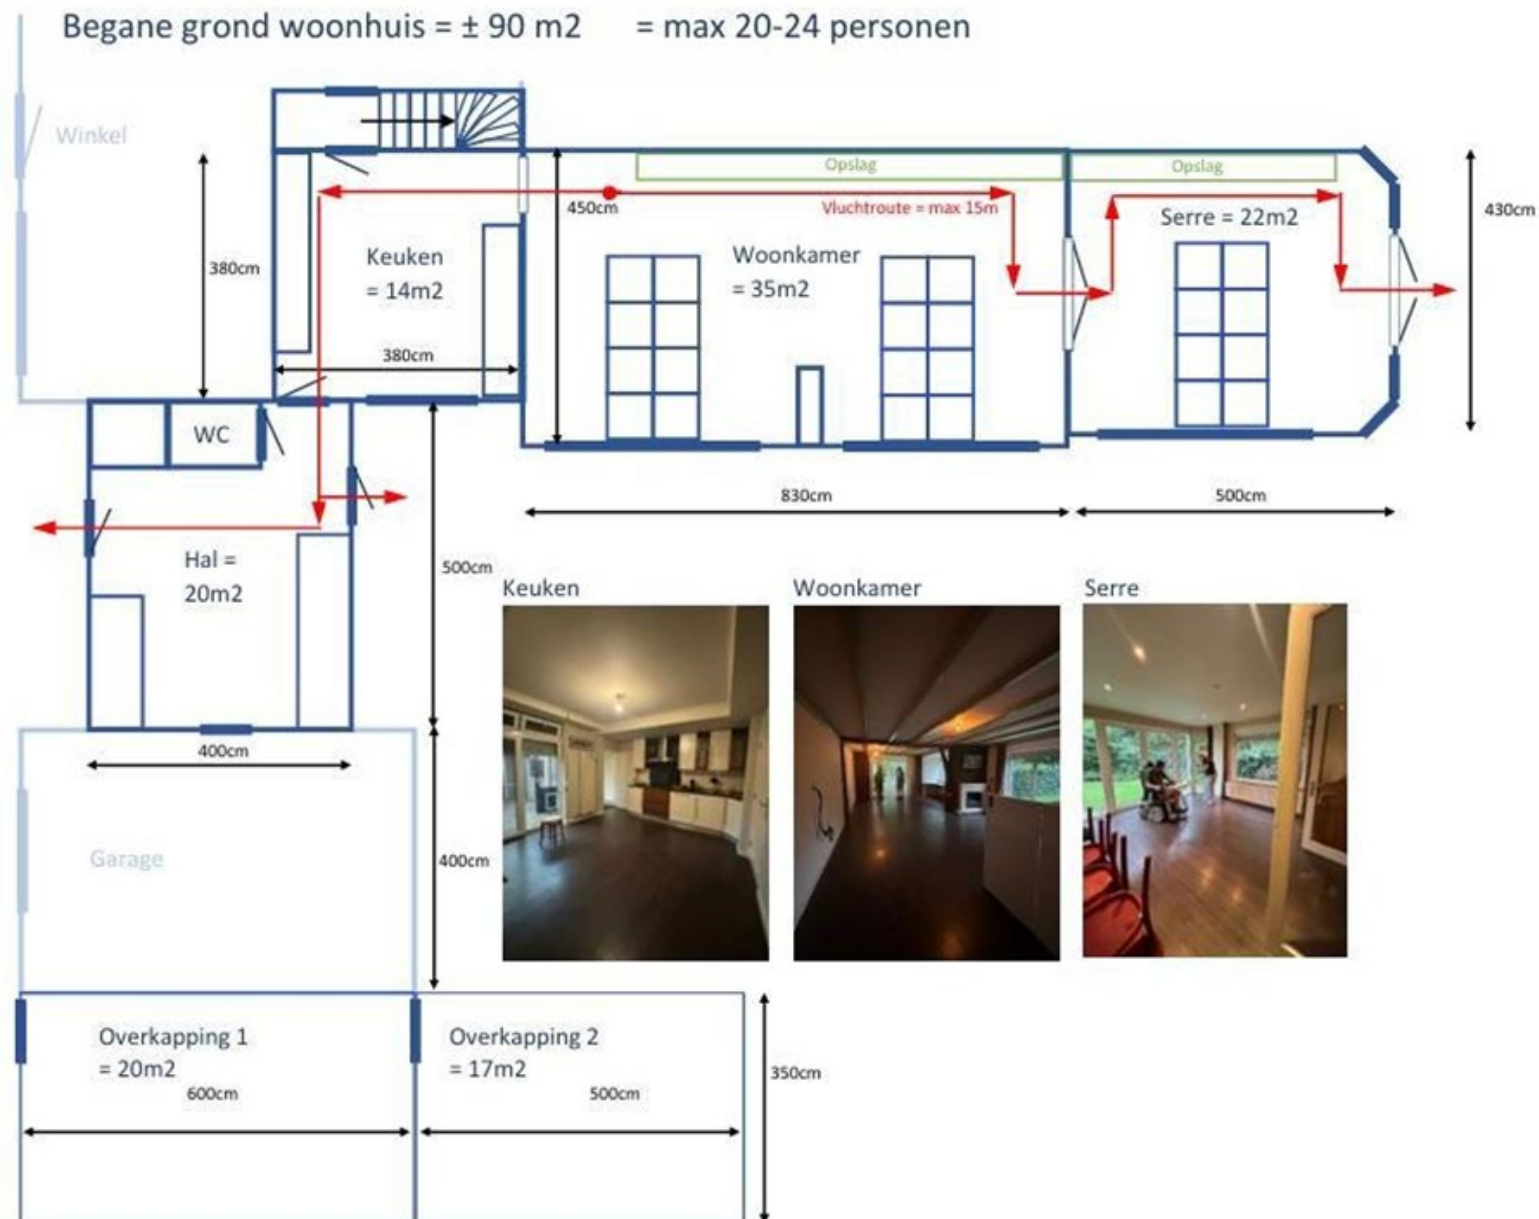 Begane grond woonhuis = ± 90 m2 = max 20-24 personen
Winkel
Opslag
Opslag
450cm
Vluchtroute = max 15m
Serre = 22m2
430cm
380cm
Keuken
= 14m2
Woonkamer
= 35m2
380cm
WC
830cm
500cm
Hal =
20m2
500cm
Keuken
Woonkamer
Serre
400cm
Garage
400cm
Overkapping 1
= 20m2
600cm
Overkapping 2
= 17m2
500cm
350cm